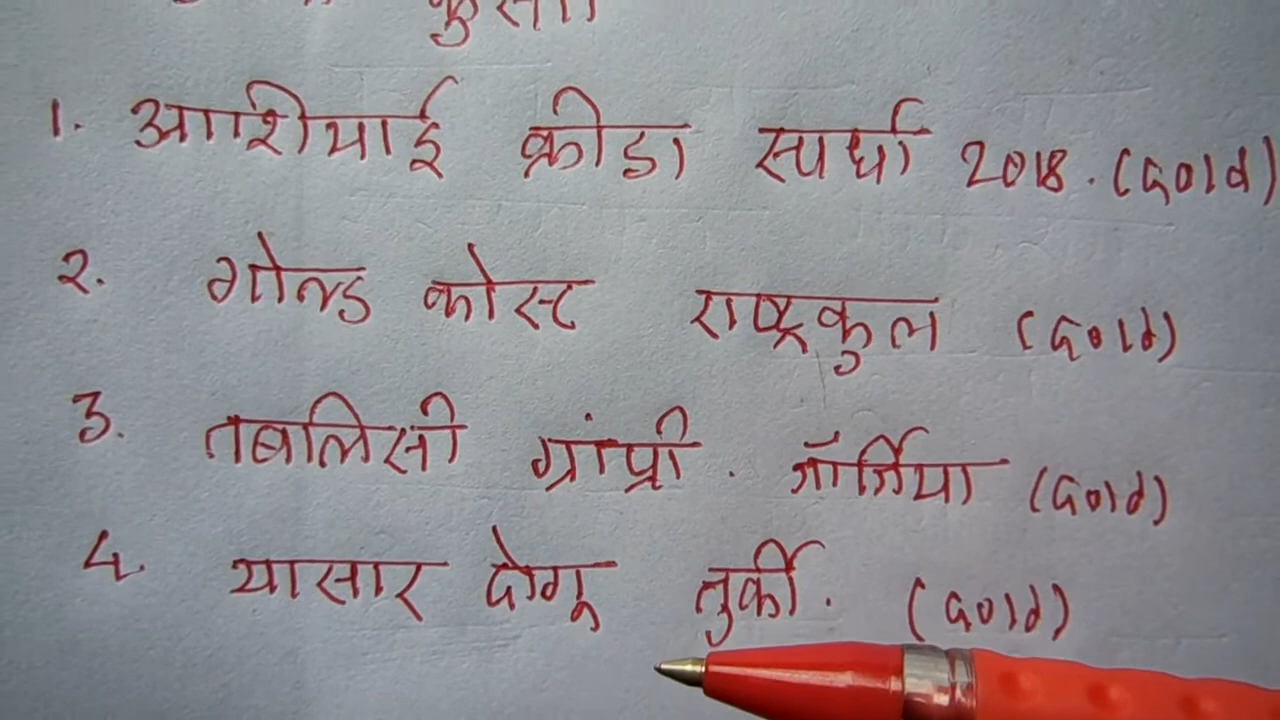 कुस्ती
1. आशियाई क्रीडा स्पर्धा 2018. (Gold)
2. गोल्ड कोस्ट राष्ट्रकुल (Gold)
3. तबलिसी ग्रांप्री. जॉर्जिया (Gold)
4. यासार दोगू तुर्की. (Gold)